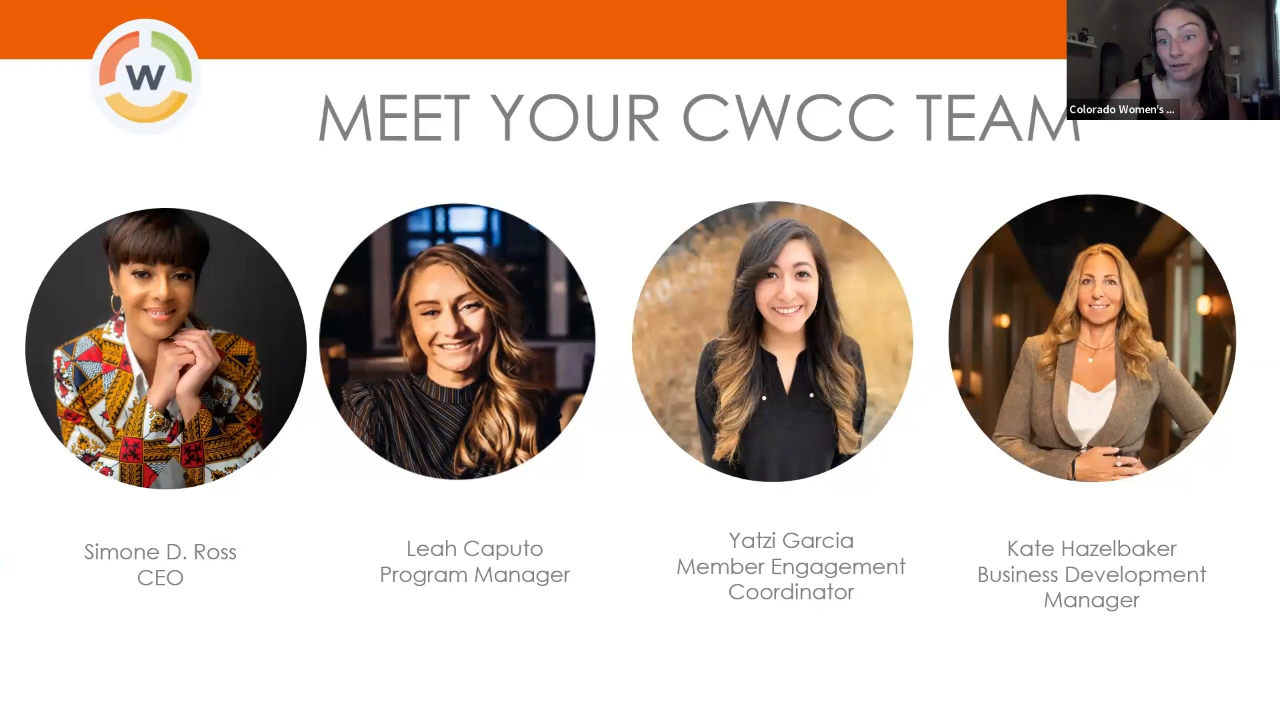 W
MEET YOUR CWCC TEAM
Colorado Women's ...
Simone D. Ross
CEO
Leah Caputo
Program Manager
Yatzi Garcia
Member Engagement
Coordinator
Kate Hazelbaker
Business Development
Manager